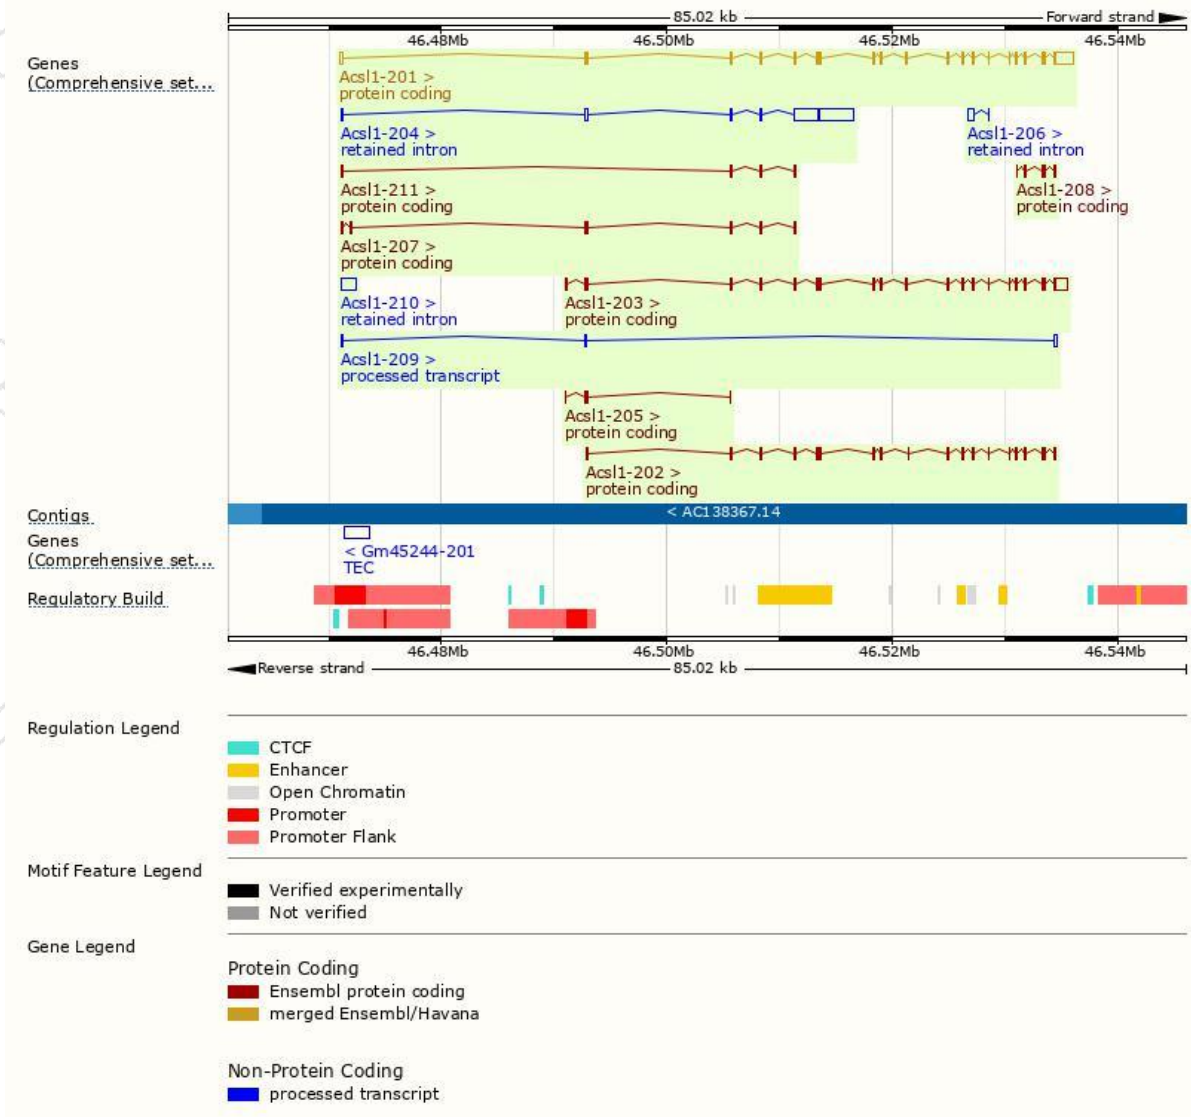 85.02 kb Forward strand
46.48Mb 46.50Mb 46.52Mb 46.54Mb
Genes
(Comprehensive set...
Acsl1-201 >
protein coding
Acsl1-204 > Acsl1-206 >
retained intron retained intron
Acsl1-211 > Acsl1-208 >
protein coding protein coding
Acsl1-207 >
protein coding
Acsl1-210 > Acsl1-203 >
retained intron protein coding
Acsl1-209 >
processed transcript
Acsl1-205 >
protein coding
Acsl1-202 >
protein coding
Contigs < AC138367.14
Genes
(Comprehensive set...
< Gm45244-201
TEC
Regulatory Build
46.48Mb 46.50Mb 46.52Mb 46.54Mb
Reverse strand 85.02 kb
Regulation Legend
CTCF
Enhancer
Open Chromatin
Promoter
Promoter Flank
Motif Feature Legend
Verified experimentally
Not verified
Gene Legend
Protein Coding
Ensembl protein coding
merged Ensembl/Havana
Non-Protein Coding
processed transcript